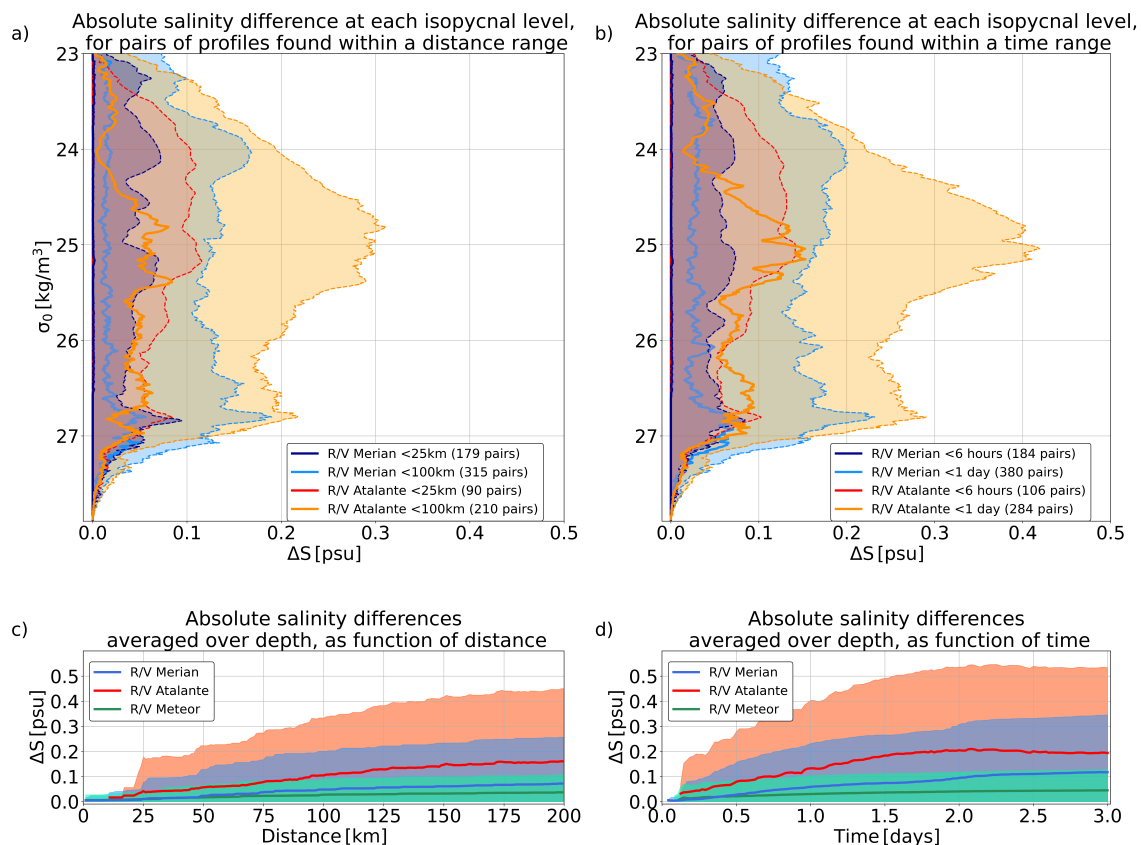 a)
Absolute salinity difference at each isopycnal level,
for pairs of profiles found within a distance range
23
24
25
26
27
σ0 [kg/m³]
R/V Merian <25km (179 pairs)
R/V Merian <100km (315 pairs)
R/V Atalante <25km (90 pairs)
R/V Atalante <100km (210 pairs)
0.0 0.1 0.2 0.3 0.4 0.5
ΔS [psu]
b)
Absolute salinity difference at each isopycnal level,
for pairs of profiles found within a time range
23
24
25
26
27
R/V Merian <6 hours (184 pairs)
R/V Merian <1 day (380 pairs)
R/V Atalante <6 hours (106 pairs)
R/V Atalante <1 day (284 pairs)
0.0 0.1 0.2 0.3 0.4 0.5
ΔS [psu]
c)
Absolute salinity differences
averaged over depth, as function of distance
0.5
0.4
0.3
0.2
0.1
0.0
ΔS [psu]
R/V Merian
R/V Atalante
R/V Meteor
0 25 50 75 100 125 150 175 200
Distance [km]
d)
Absolute salinity differences
averaged over depth, as function of time
0.5
0.4
0.3
0.2
0.1
0.0
ΔS [psu]
R/V Merian
R/V Atalante
R/V Meteor
0.0 0.5 1.0 1.5 2.0 2.5 3.0
Time [days]